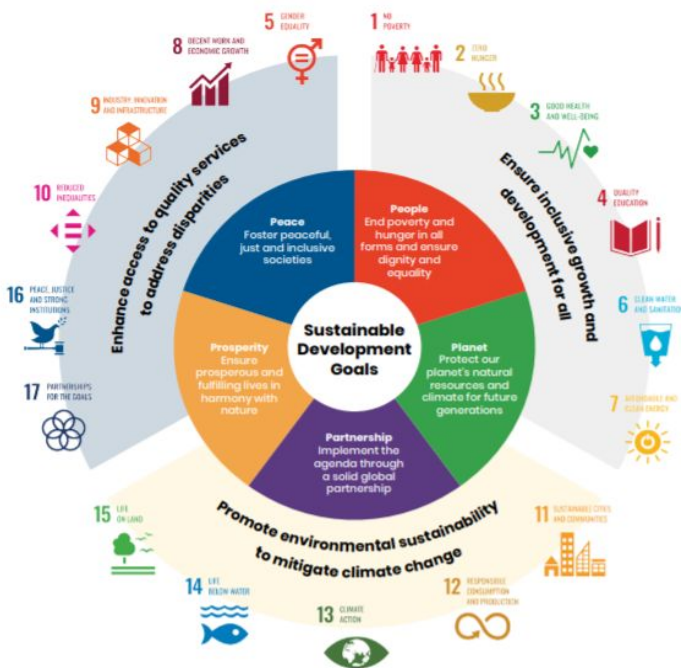 5 GENDER
EQUALITY
1 NO
POVERTY
8 DECENT WORK AND
ECONOMIC GROWTH
2 ZERO
HUNGER
9 INDUSTRY, INNOVATION
AND INFRASTRUCTURE
3 GOOD HEALTH
AND WELL-BEING
10 REDUCED
INEQUALITIES
4 QUALITY
EDUCATION
16 PEACE, JUSTICE
AND STRONG
INSTITUTIONS
6 CLEAN WATER
AND SANITATION
17 PARTNERSHIPS
FOR THE GOALS
7 AFFORDABLE AND
CLEAN ENERGY
Enhance access to quality services
to address disparities
Ensure inclusive growth and
development for all
Peace
Foster peaceful,
just and inclusive
societies
People
End poverty and
hunger in all
forms and ensure
dignity and
equality
Sustainable
Development
Goals
Prosperity
Ensure
prosperous and
fulfilling lives in
harmony with
nature
Planet
Protect our
planet's natural
resources and
climate for future
generations
Partnership
Implement the
agenda through
a solid global
partnership
Promote environmental sustainability
to mitigate climate change
15 LIFE
ON LAND
11 SUSTAINABLE CITIES
AND COMMUNITIES
14 LIFE
BELOW WATER
12 RESPONSIBLE
CONSUMPTION
AND PRODUCTION
13 CLIMATE
ACTION